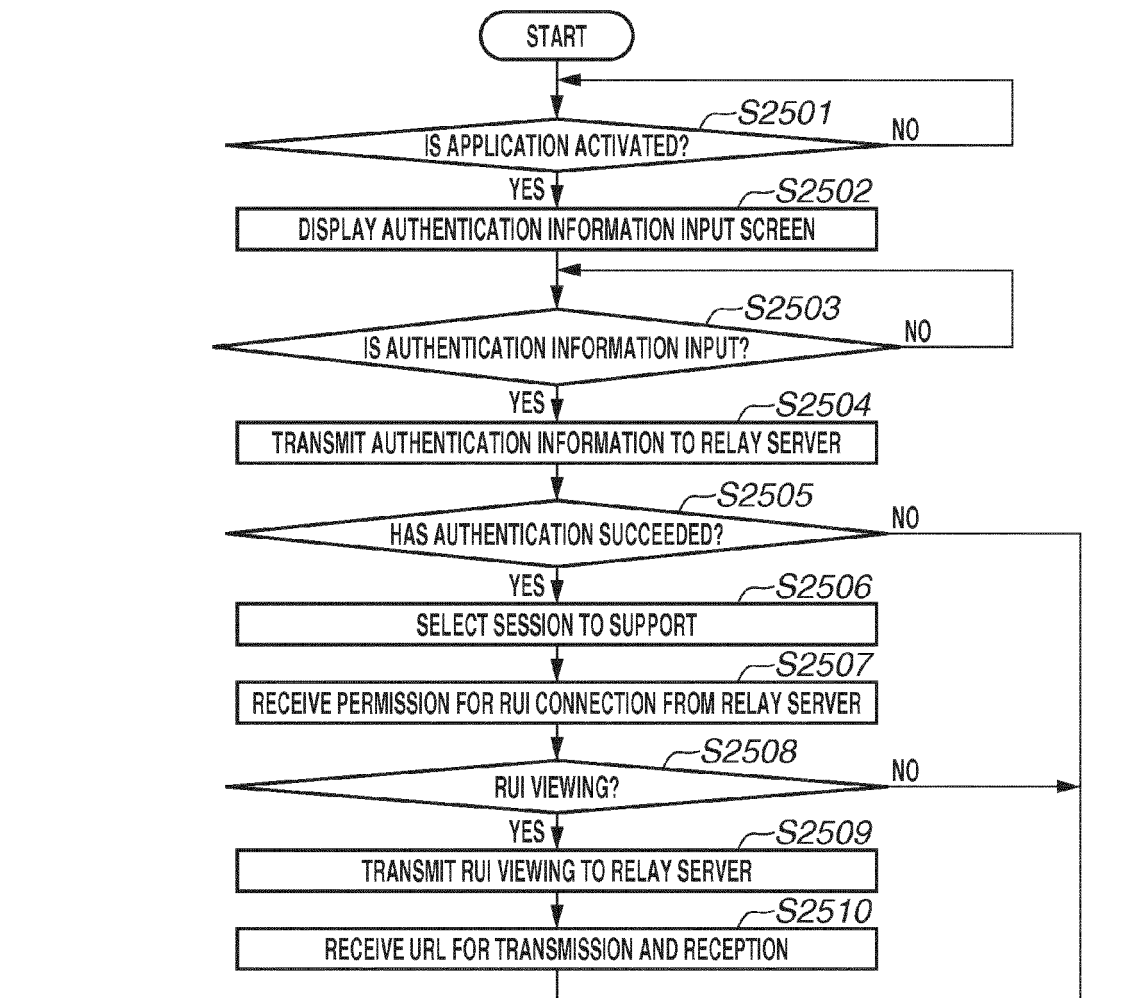 START
S2501
IS APPLICATION ACTIVATED?
NO
YES
S2502
DISPLAY AUTHENTICATION INFORMATION INPUT SCREEN
S2503
IS AUTHENTICATION INFORMATION INPUT?
NO
YES
S2504
TRANSMIT AUTHENTICATION INFORMATION TO RELAY SERVER
S2505
HAS AUTHENTICATION SUCCEEDED?
NO
YES
S2506
SELECT SESSION TO SUPPORT
S2507
RECEIVE PERMISSION FOR RUI CONNECTION FROM RELAY SERVER
S2508
RUI VIEWING?
NO
YES
S2509
TRANSMIT RUI VIEWING TO RELAY SERVER
S2510
RECEIVE URL FOR TRANSMISSION AND RECEPTION